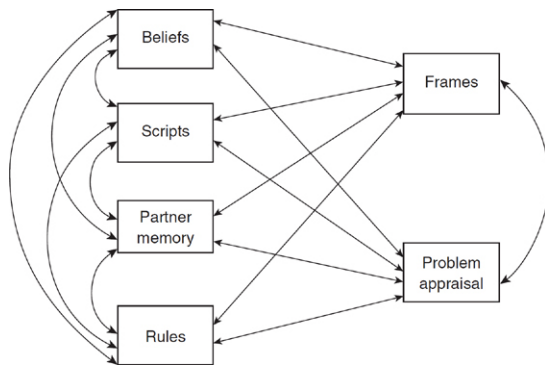 Beliefs
Scripts
Partner
memory
Rules
Frames
Problem
appraisal